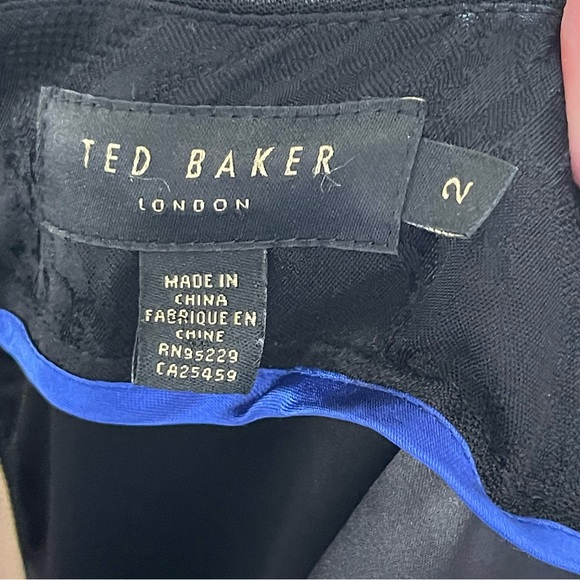 TED BAKER
LONDON
2
MADE IN
CHINA
FABRIQUE EN
CHINE
RN95229
CA25459